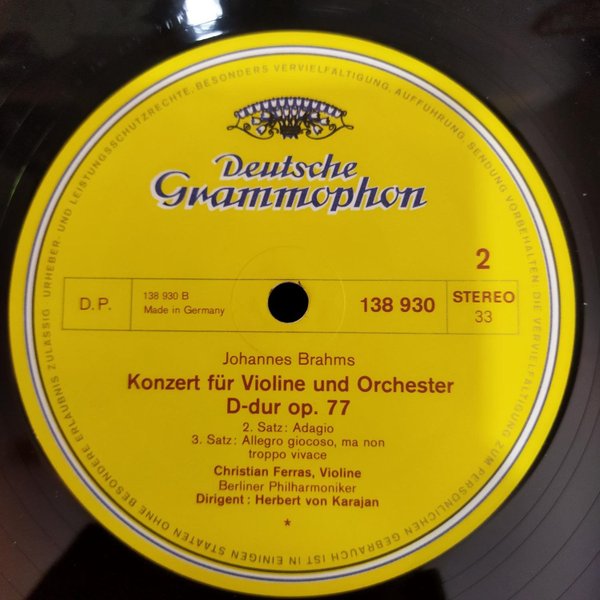 Deutsche
Grammophon
2
D.P.
138 930 B
Made in Germany
138 930
STEREO
33
Johannes Brahms
Konzert für Violine und Orchester
D-dur op. 77
2. Satz: Adagio
3. Satz: Allegro giocoso, ma non
troppo vivace
Christian Ferras, Violine
Berliner Philharmoniker
Dirigent: Herbert von Karajan
*
URHEBER- UND LEISTUNGSSCHUTZRECHTE, BESONDERS VERVIELFÄLTIGUNG, AUFFÜHRUNG, SENDUNG VORBEHALTEN. DIE VERVIELFÄLTIGUNG ZUM PERSÖNLICHEN GEBRAUCH IST IN EINIGEN STAATEN OHNE BESONDERE ERLAUBNIS ZULÄSSIG